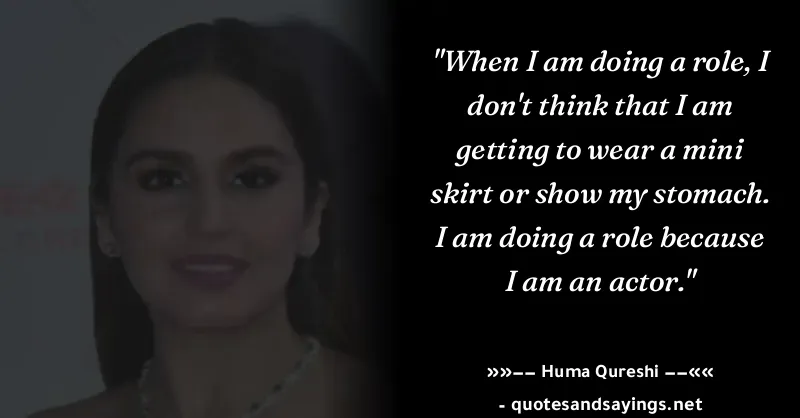 "When I am doing a role, I
don't think that I am
getting to wear a mini
skirt or show my stomach.
I am doing a role because
I am an actor."
»»−− Huma Qureshi −−««
- quotesandsayings.net